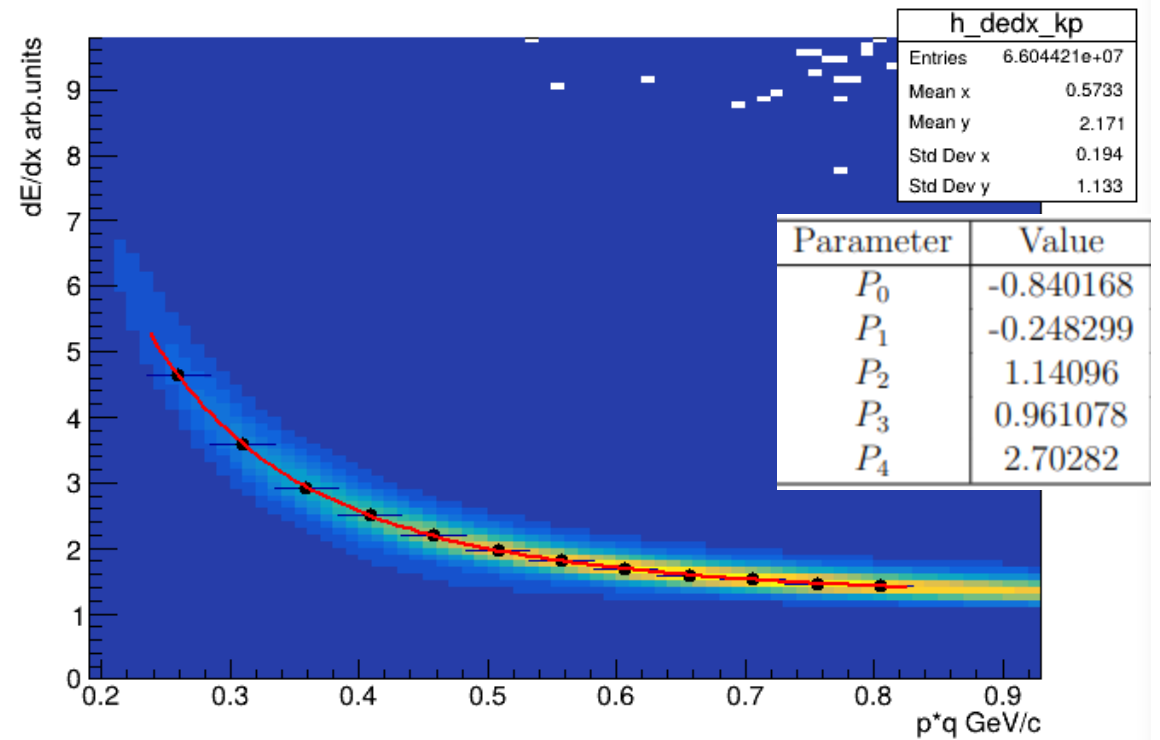 h_dedx_kp
Entries 6.604421e+07
Mean x 0.5733
Mean y 2.171
Std Dev x 0.194
Std Dev y 1.133
Parameter Value
P0 -0.840168
P1 -0.248299
P2 1.14096
P3 0.961078
P4 2.70282
dE/dx arb.units
9
8
7
6
5
4
3
2
1
0
0.2 0.3 0.4 0.5 0.6 0.7 0.8 0.9
p*q GeV/c